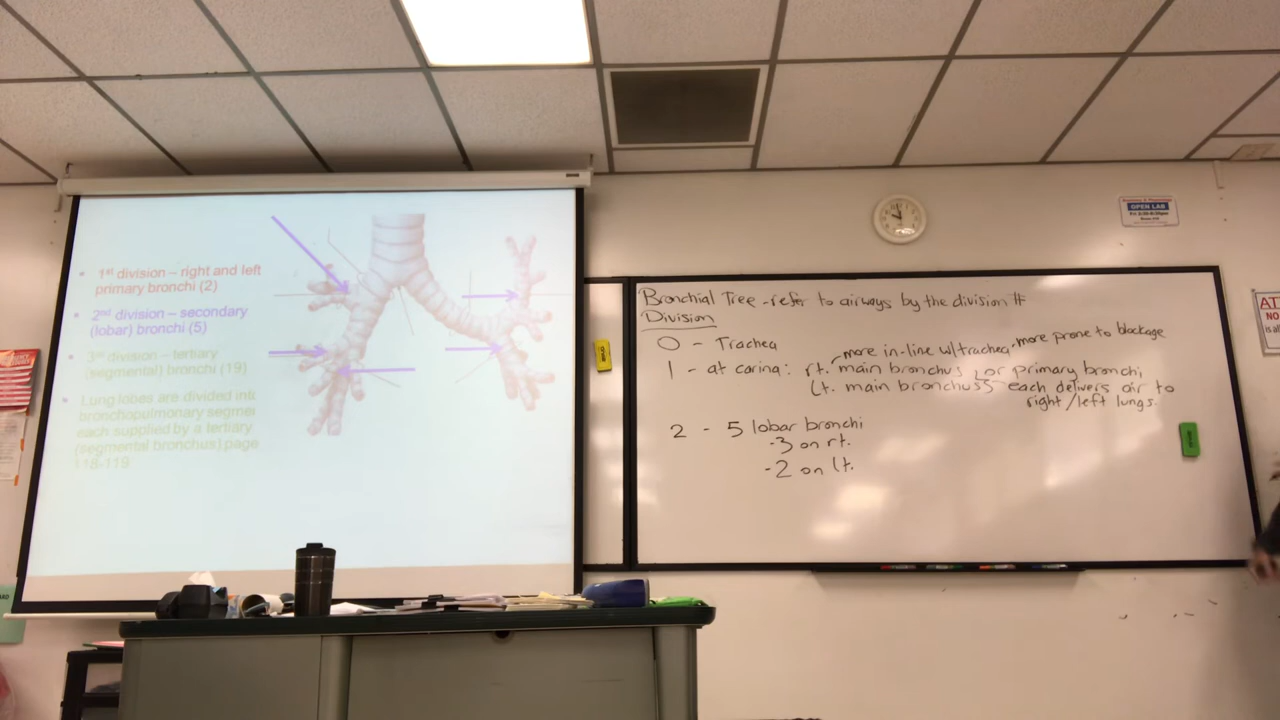 1st division – right and left
primary bronchi (2)
2nd division – secondary
(lobar) bronchi (5)
3rd division – tertiary
(segmental) bronchi (19)
Lung lobes are divided into
bronchopulmonary segmen
each supplied by a tertiary
(segmental bronchus) page
118-119
Bronchial Tree - refer to airways by the division #
Division
0 - Trachea
more in-line w/trachea, more prone to blockage
1 - at carina: rt. main bronchus or primary bronchi
Lt. main bronchus each delivers air to
right/left lungs.
2 - 5 lobar bronchi
-3 on rt.
-2 on lt.
OPEN LAB